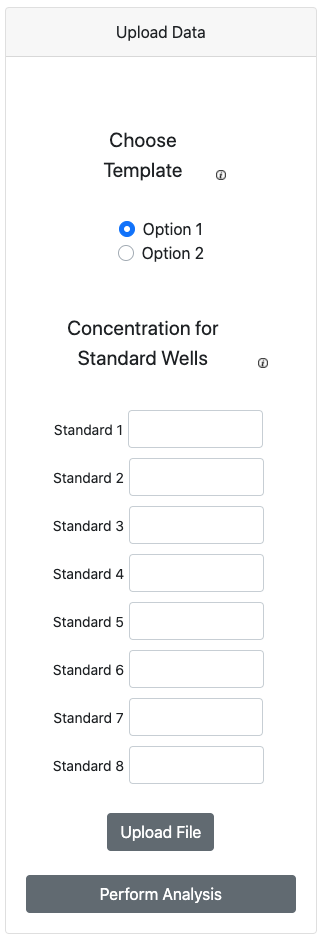 Upload Data
Choose
Template
Option 1
Option 2
Concentration for
Standard Wells
Standard 1
Standard 2
Standard 3
Standard 4
Standard 5
Standard 6
Standard 7
Standard 8
Upload File
Perform Analysis